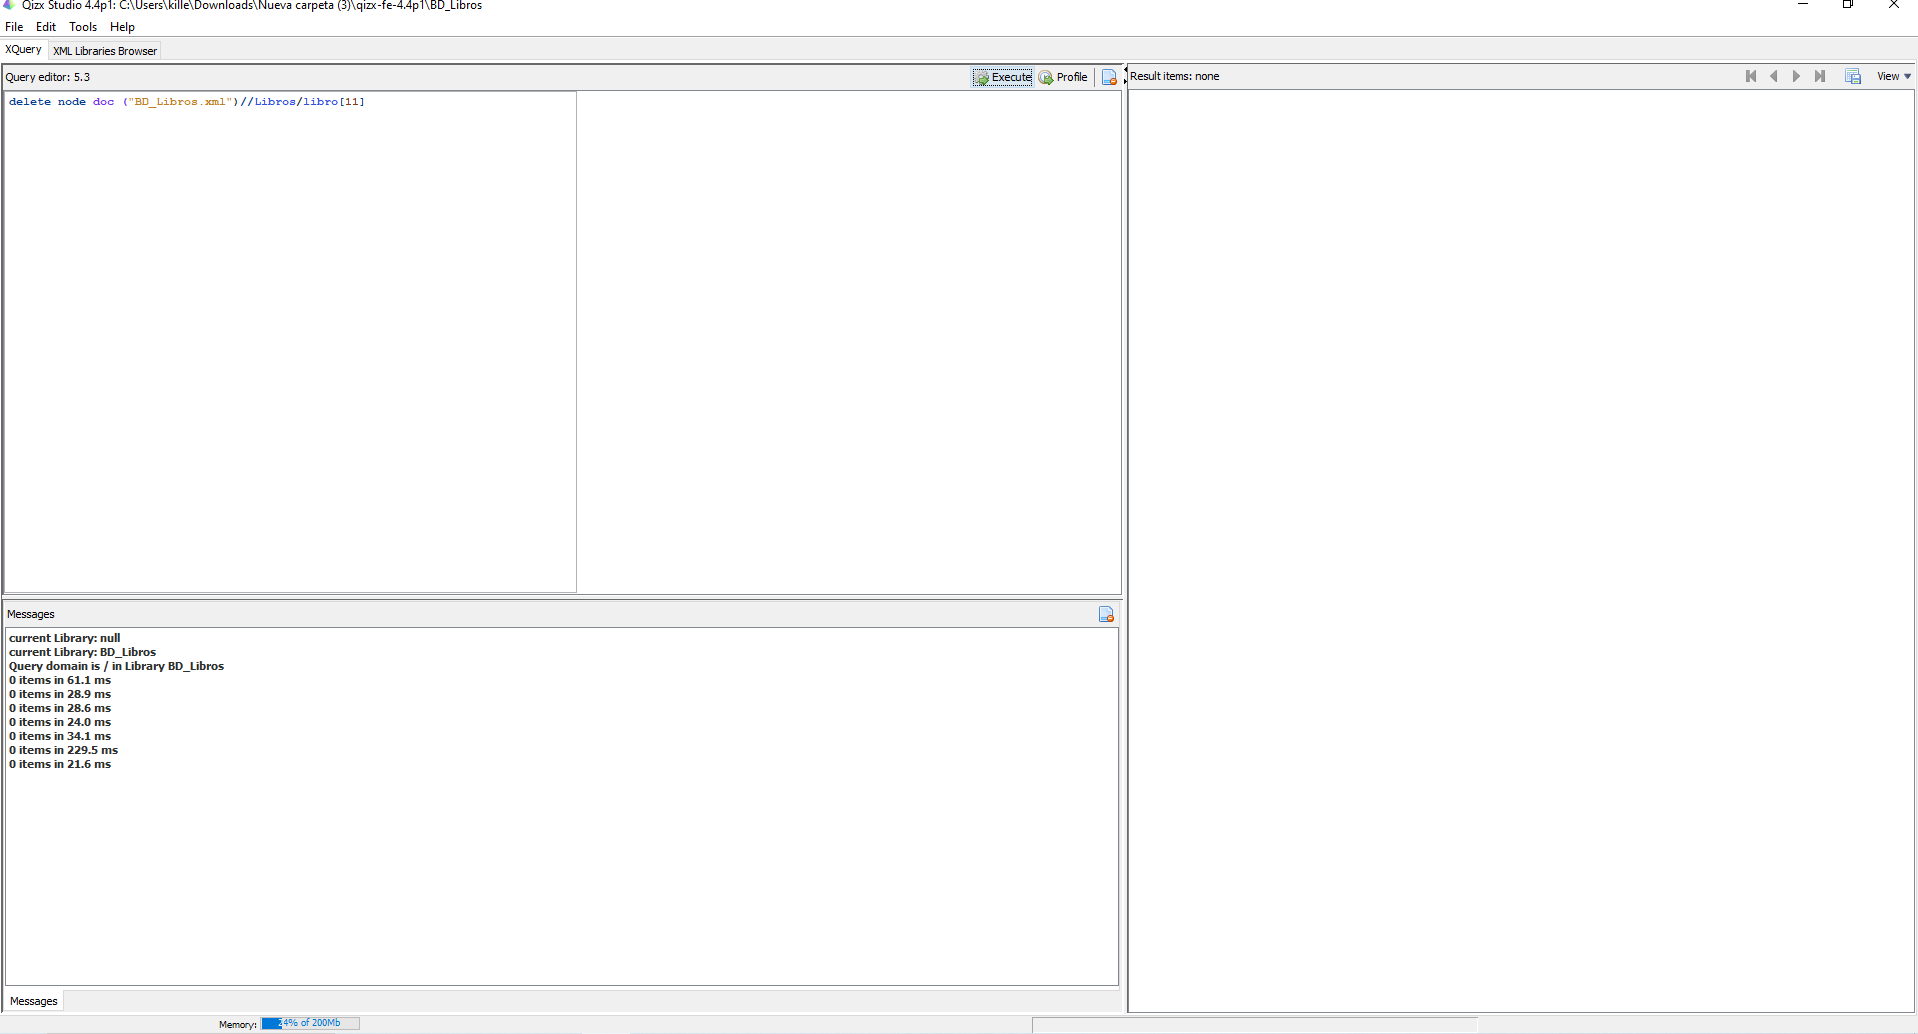 Qizx Studio 4.4p1: C:\Users\kille\Downloads\Nueva carpeta (3)\qizx-fe-4.4p1\BD_Libros
File Edit Tools Help
XQuery XML Libraries Browser
Query editor: 5.3 Execute Profile
Result items: none View
delete node doc ("BD_Libros.xml")//Libros/libro[11]
Messages
current Library: null
current Library: BD_Libros
Query domain is / in Library BD_Libros
0 items in 61.1 ms
0 items in 28.9 ms
0 items in 28.6 ms
0 items in 24.0 ms
0 items in 34.1 ms
0 items in 229.5 ms
0 items in 21.6 ms
Messages
Memory: 24% of 200Mb